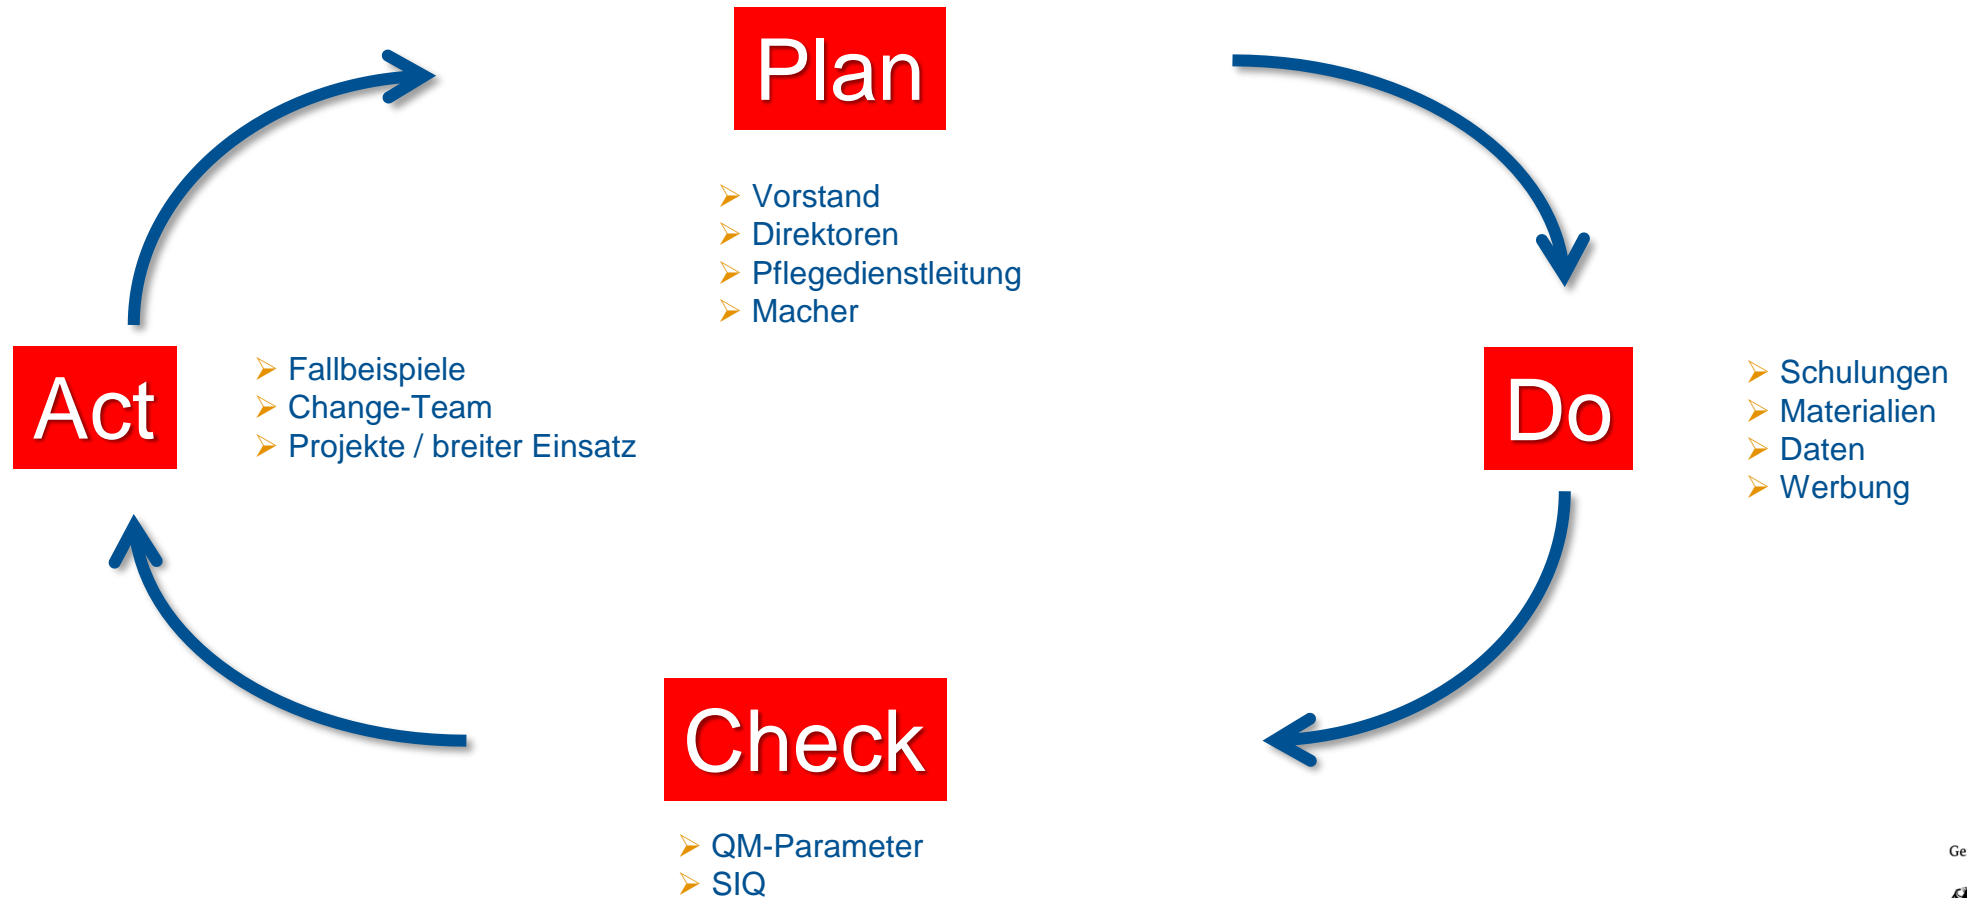 Plan
Vorstand
Direktoren
Pflegedienstleitung
Macher
Act
Fallbeispiele
Change-Team
Projekte / breiter Einsatz
Do
Schulungen
Materialien
Daten
Werbung
Check
QM-Parameter
SIQ
Ge